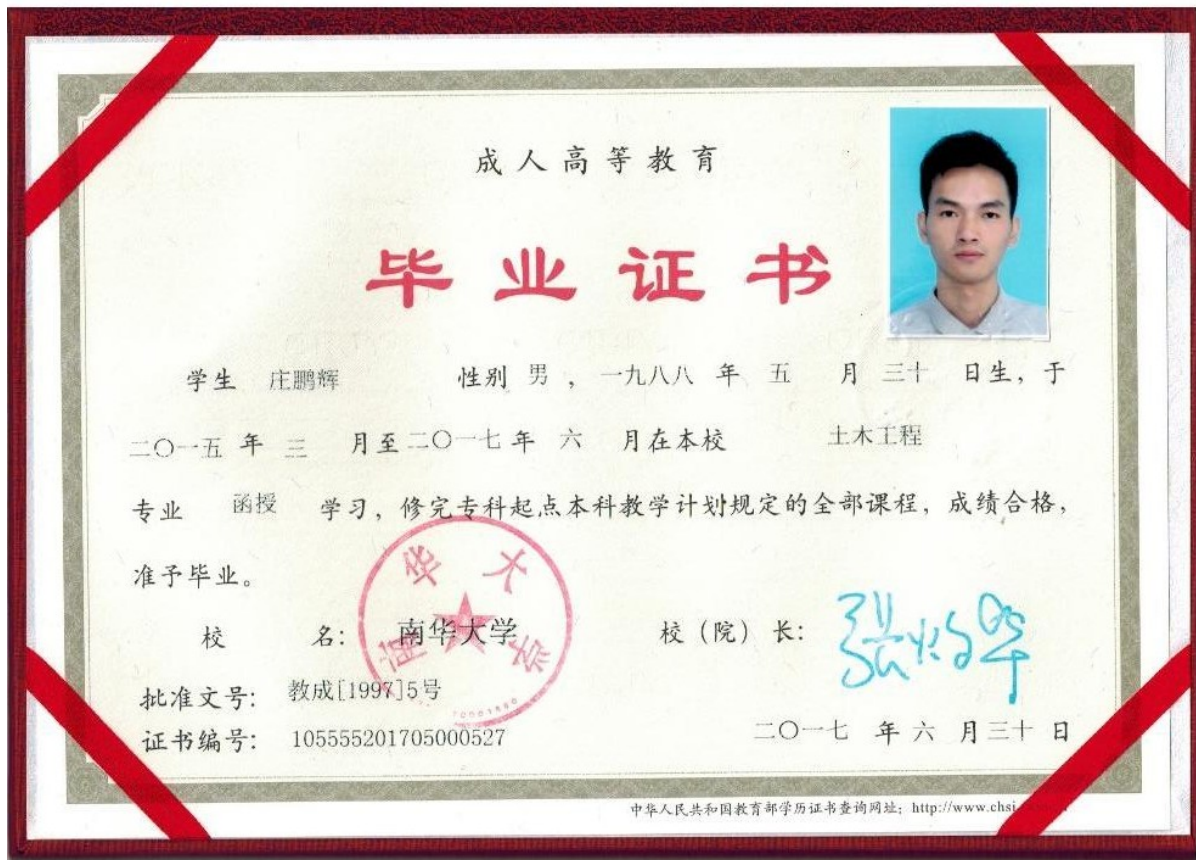 成人高等教育
毕业证书
学生 庄鹏辉 性别 男 ，一九八八 年 五 月 三十 日生，于
二〇一五 年 三 月至 二〇一七 年 六 月在本校 土木工程
专业 函授 学习，修完专科起点本科教学计划规定的全部课程，成绩合格，
准予毕业。
校 名： 南华大学 校（院）长： 张灼华
南华大学
批准文号： 教成[1997]5号
证书编号： 105555201705000527
二〇一七 年 六 月 三十 日
中华人民共和国教育部学历证书查询网址：http://www.chsi